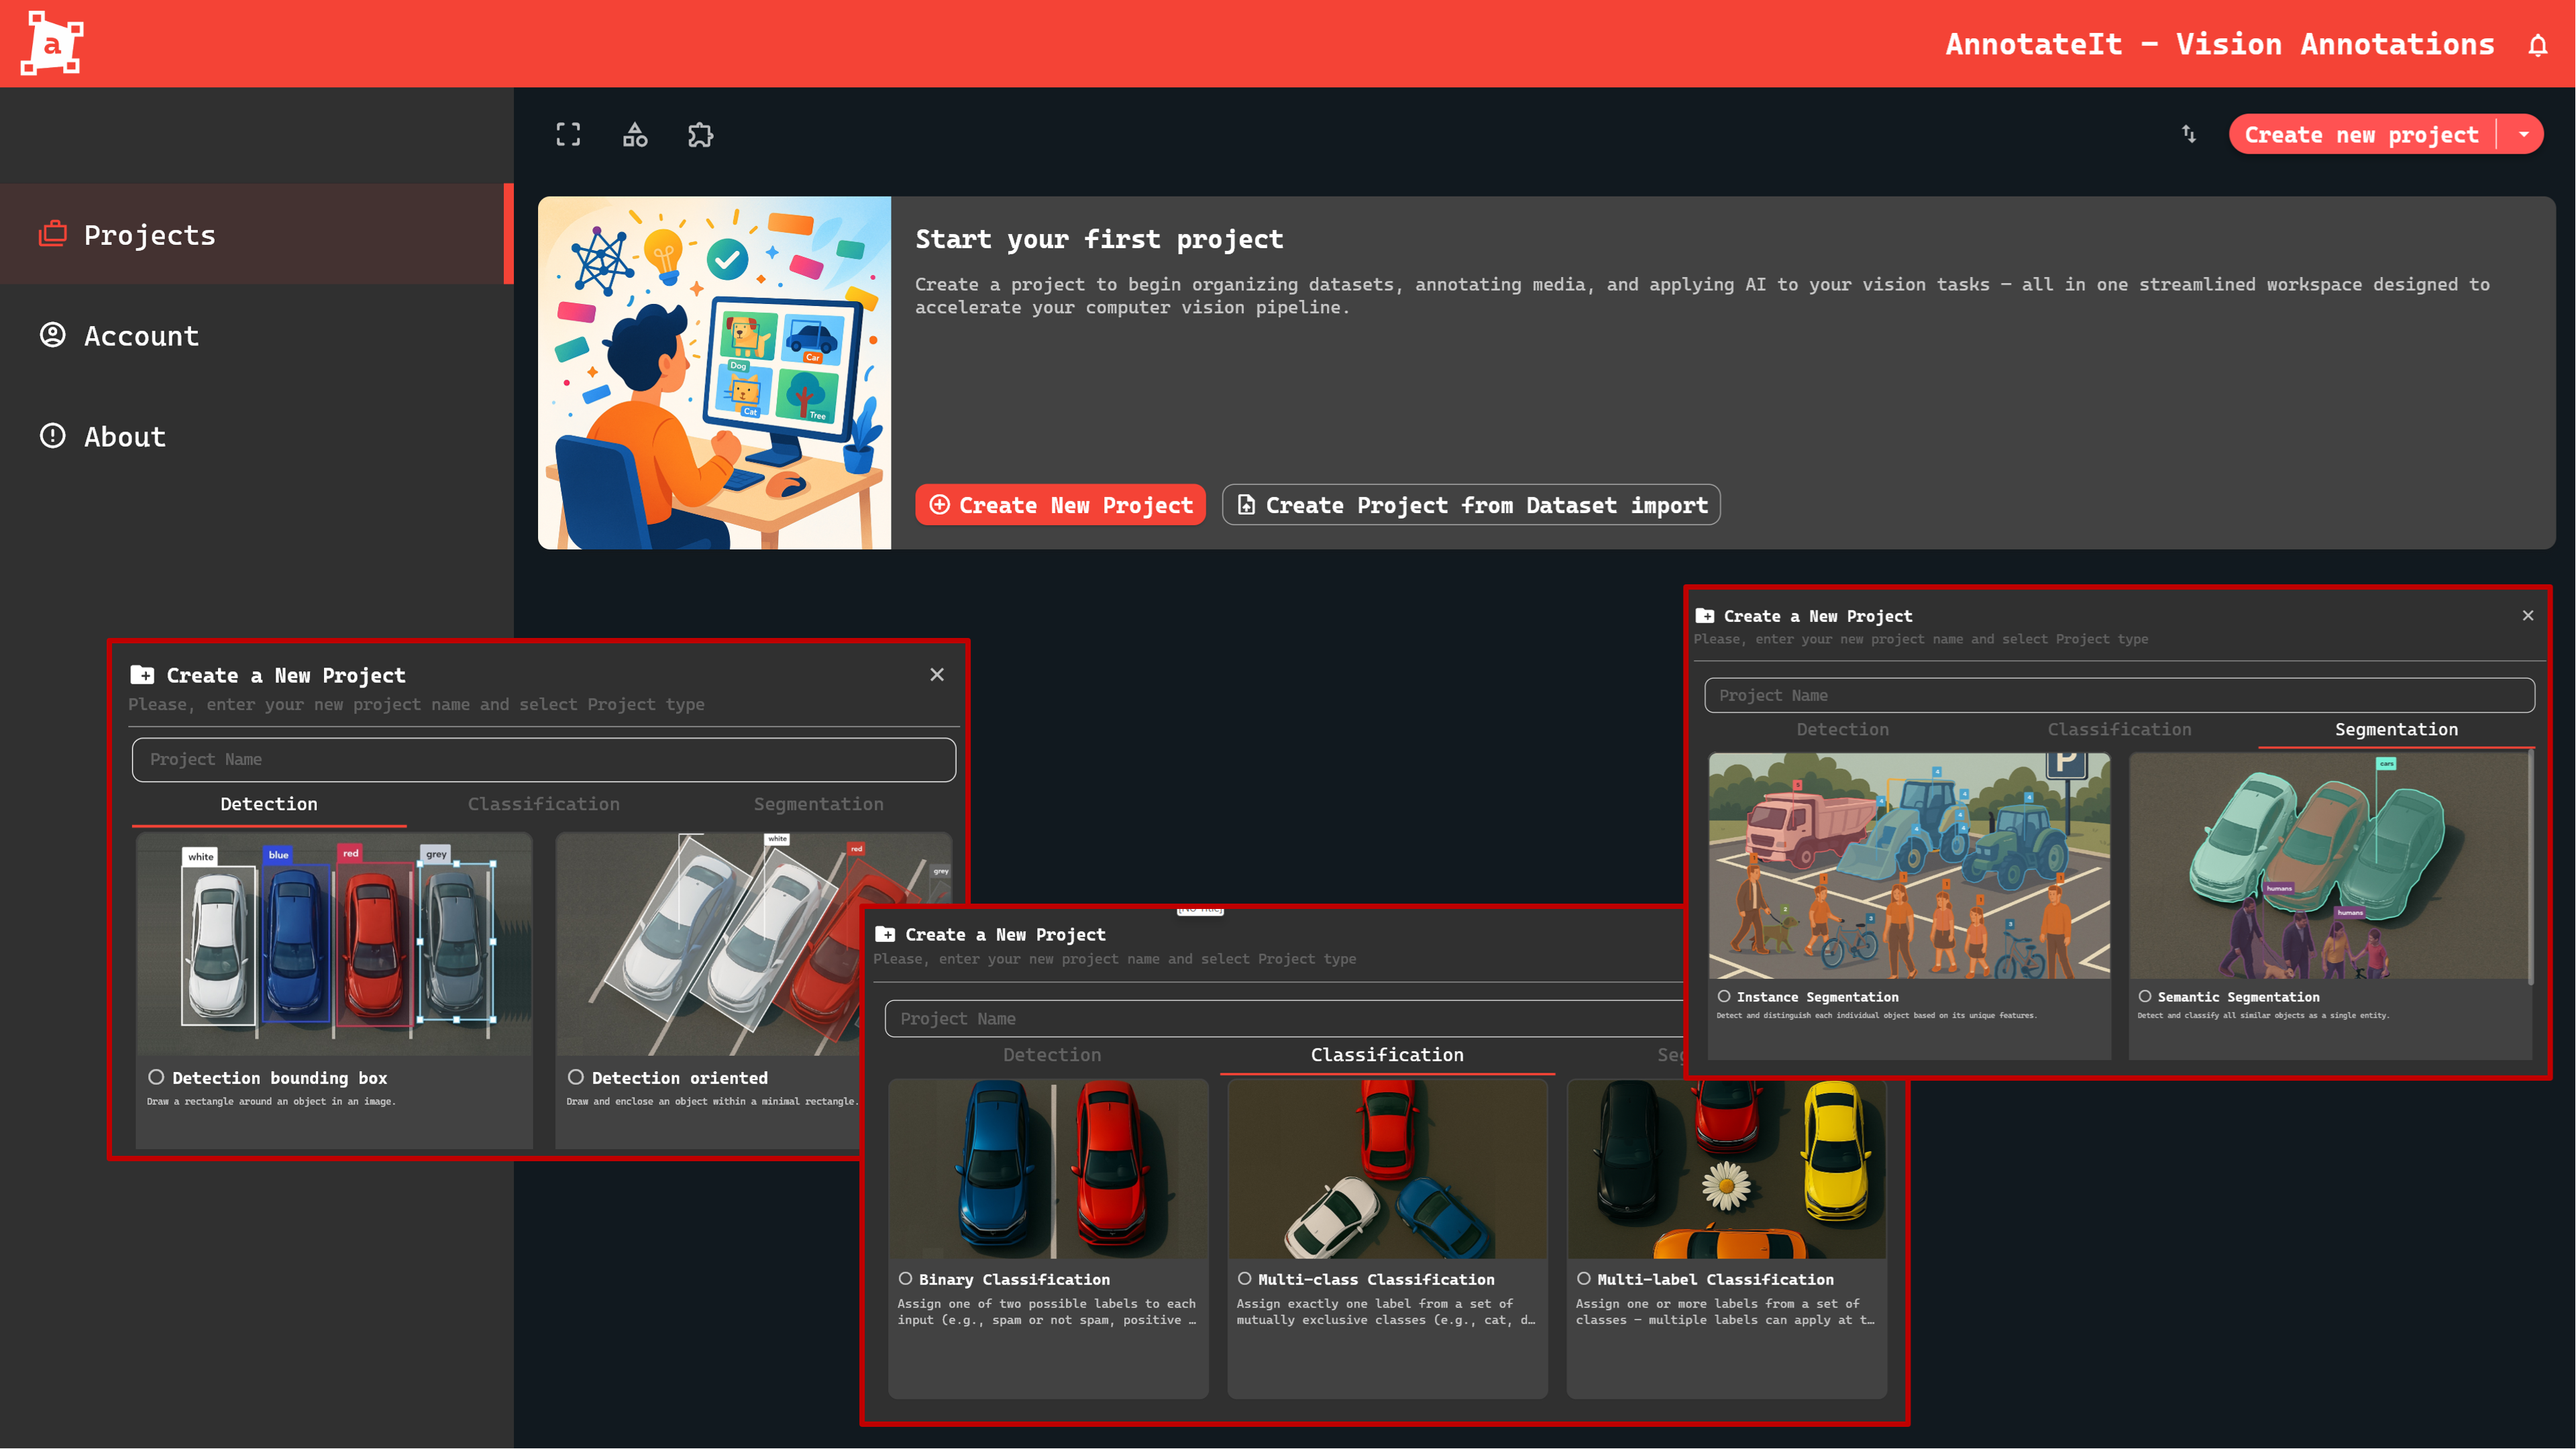 a
AnnotateIt – Vision Annotations
Projects
Account
About
Create new project
Dog
Car
Cat
Tree
Start your first project
Create a project to begin organizing datasets, annotating media, and applying AI to your vision tasks – all in one streamlined workspace designed to
accelerate your computer vision pipeline.
Create New Project
Create Project from Dataset import
Create a New Project
Please, enter your new project name and select Project type
Project Name
Detection Classification Segmentation
white blue red grey
white red grey
Detection bounding box
Draw a rectangle around an object in an image.
Detection oriented
Draw and enclose an object within a minimal rectangle.
Create a New Project
Please, enter your new project name and select Project type
Project Name
Detection Classification
Binary Classification
Assign one of two possible labels to each
input (e.g., spam or not spam, positive …
Multi-class Classification
Assign exactly one label from a set of
mutually exclusive classes (e.g., cat, d…
Multi-label Classification
Assign one or more labels from a set of
classes – multiple labels can apply at t…
Create a New Project
Please, enter your new project name and select Project type
Project Name
Detection Classification Segmentation
P
cars
humans
humans
Instance Segmentation
Detect and distinguish each individual object based on its unique features.
Semantic Segmentation
Detect and classify all similar objects as a single entity.